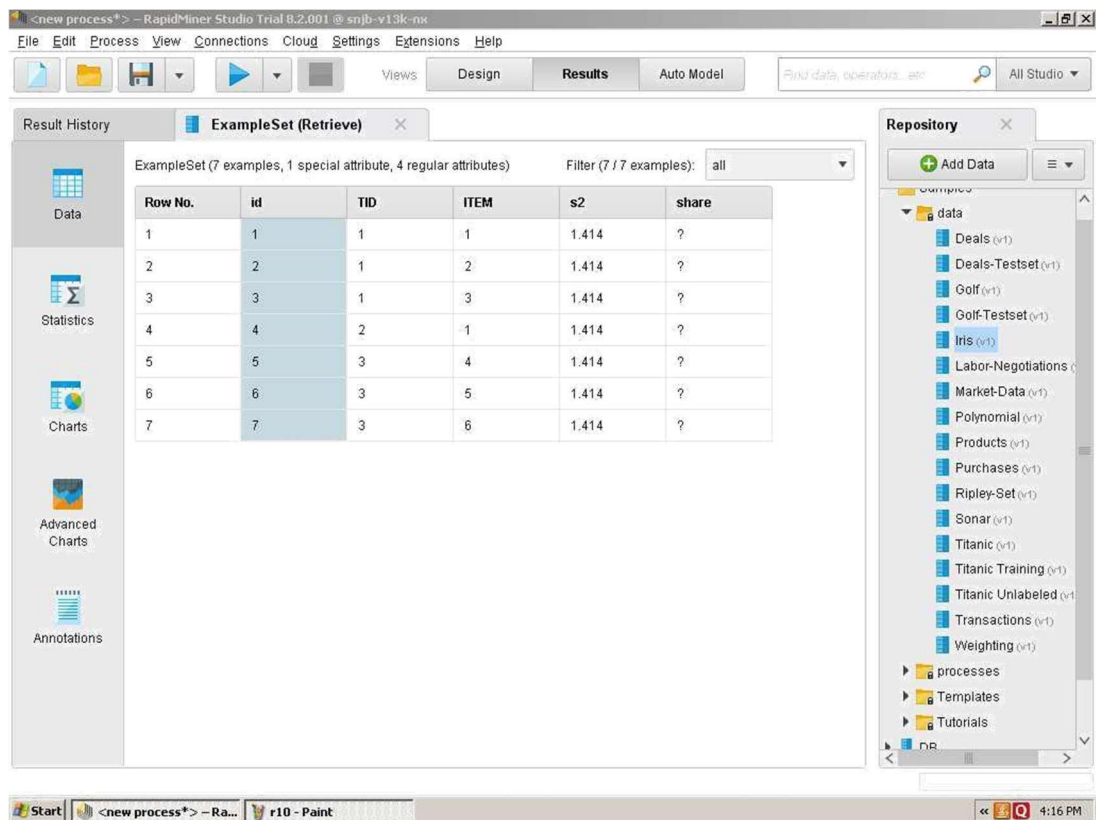 <new process*> – RapidMiner Studio Trial 8.2.001 @ snjb-v13k-nx
File Edit Process View Connections Cloud Settings Extensions Help
Views Design Results Auto Model Find data, operators...etc All Studio
Result History ExampleSet (Retrieve)
Repository
ExampleSet (7 examples, 1 special attribute, 4 regular attributes) Filter (7 / 7 examples): all
Add Data
Data
Statistics
Charts
Advanced
Charts
Annotations
Row No. id TID ITEM s2 share
1 1 1 1 1.414 ?
2 2 1 2 1.414 ?
3 3 1 3 1.414 ?
4 4 2 1 1.414 ?
5 5 3 4 1.414 ?
6 6 3 5 1.414 ?
7 7 3 6 1.414 ?
Samples
data
Deals (v1)
Deals-Testset (v1)
Golf (v1)
Golf-Testset (v1)
Iris (v1)
Labor-Negotiations (
Market-Data (v1)
Polynomial (v1)
Products (v1)
Purchases (v1)
Ripley-Set (v1)
Sonar (v1)
Titanic (v1)
Titanic Training (v1)
Titanic Unlabeled (v1
Transactions (v1)
Weighting (v1)
processes
Templates
Tutorials
DB
Start <new process*> – Ra... r10 - Paint « 4:16 PM